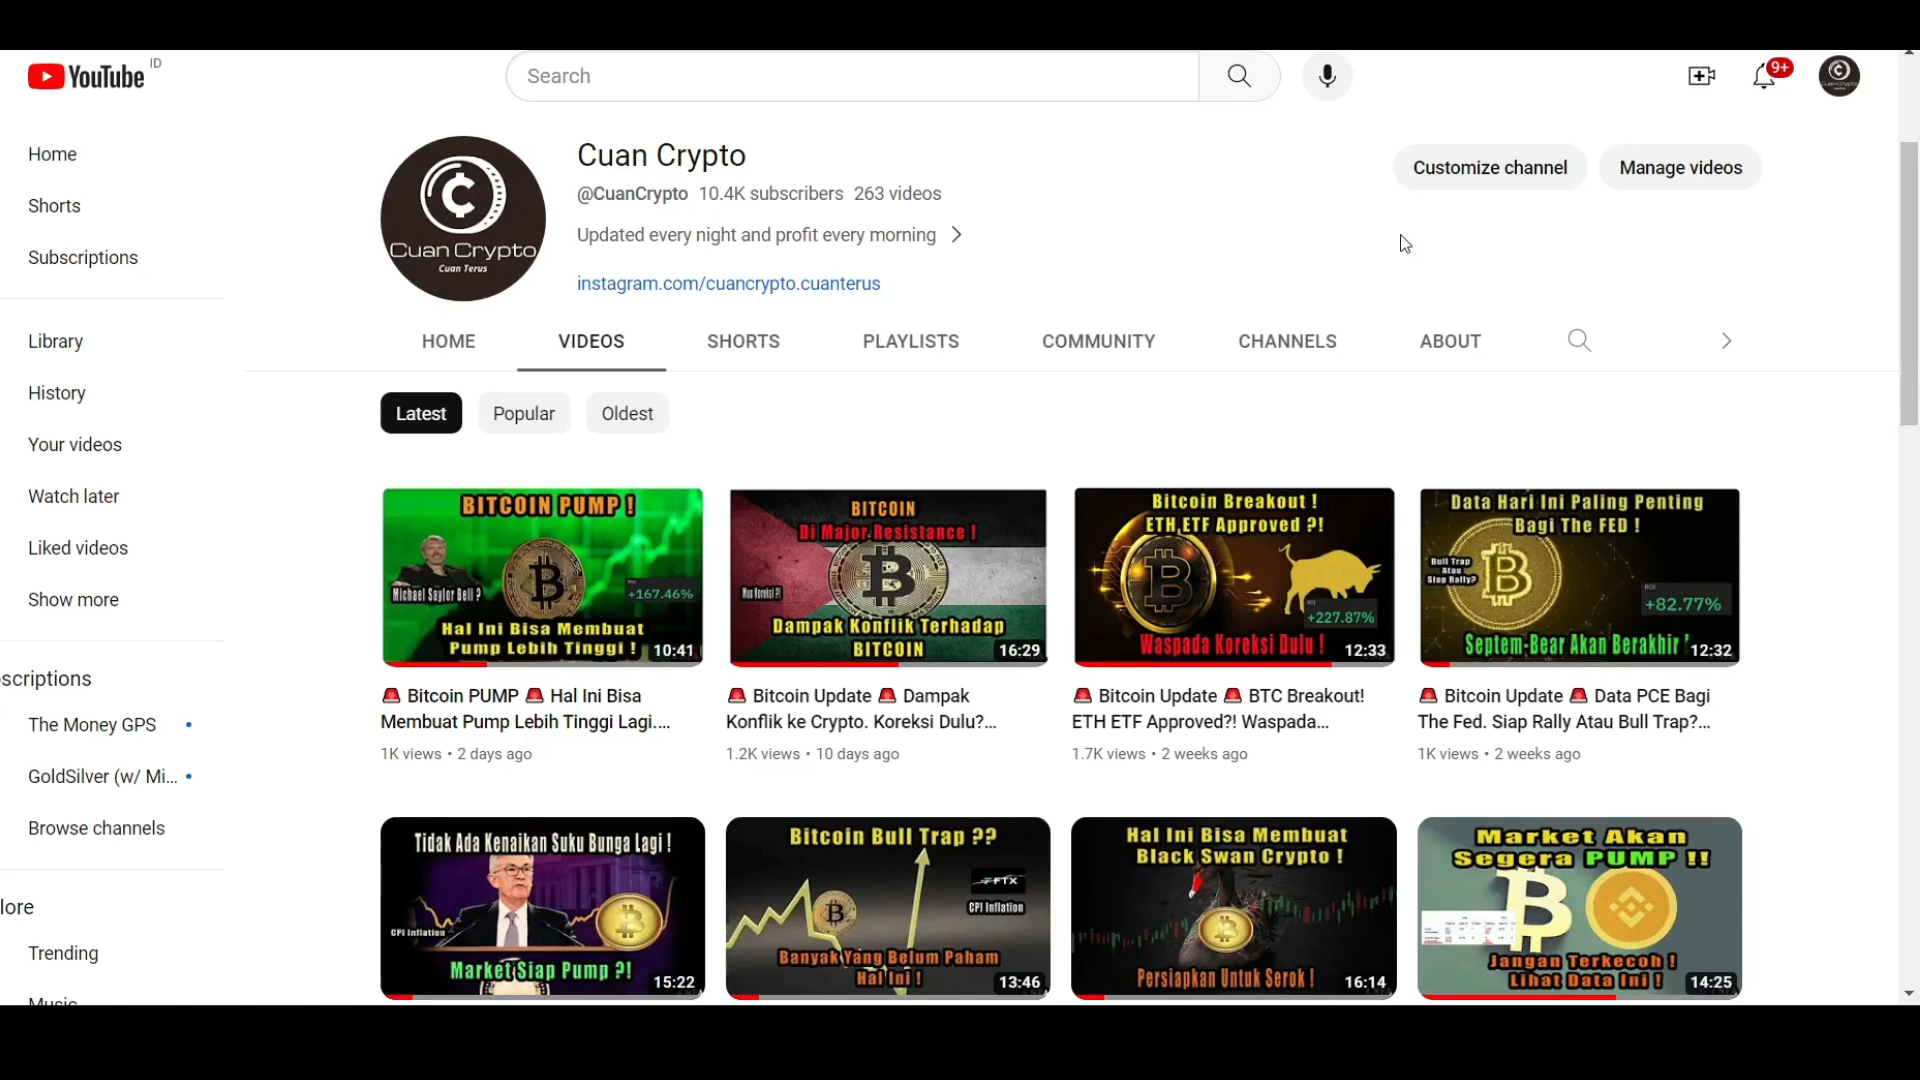 YouTube ID
Search
9+
Home
Shorts
Subscriptions
Library
History
Your videos
Watch later
Liked videos
Show more
scriptions
The Money GPS •
GoldSilver (w/ Mi... •
Browse channels
lore
Trending
Music
Cuan Crypto
Cuan Terus
Cuan Crypto
@CuanCrypto 10.4K subscribers 263 videos
Updated every night and profit every morning
instagram.com/cuancrypto.cuanterus
Customize channel
Manage videos
HOME VIDEOS SHORTS PLAYLISTS COMMUNITY CHANNELS ABOUT
Latest Popular Oldest
BITCOIN PUMP !
Michael Saylor Beli ?
ROI
+167.46%
Hal Ini Bisa Membuat
Pump Lebih Tinggi !
10:41
🚨 Bitcoin PUMP 🚨 Hal Ini Bisa
Membuat Pump Lebih Tinggi Lagi....
1K views • 2 days ago
BITCOIN
Di Major Resistance !
Mau Koreksi ?!
Dampak Konflik Terhadap
BITCOIN
16:29
🚨 Bitcoin Update 🚨 Dampak
Konflik ke Crypto. Koreksi Dulu?...
1.2K views • 10 days ago
Bitcoin Breakout !
ETH ETF Approved ?!
ROI
+227.87%
Waspada Koreksi Dulu !
12:33
🚨 Bitcoin Update 🚨 BTC Breakout!
ETH ETF Approved?! Waspada...
1.7K views • 2 weeks ago
Data Hari Ini Paling Penting
Bagi The FED !
Bull Trap
Atau
Siap Rally?
ROI
+82.77%
Septem-Bear Akan Berakhir !
12:32
🚨 Bitcoin Update 🚨 Data PCE Bagi
The Fed. Siap Rally Atau Bull Trap?...
1K views • 2 weeks ago
Tidak Ada Kenaikan Suku Bunga Lagi !
CPI Inflation
Market Siap Pump ?!
15:22
Bitcoin Bull Trap ??
FTX
CPI Inflation
Banyak Yang Belum Paham
Hal Ini !
13:46
Hal Ini Bisa Membuat
Black Swan Crypto !
Persiapkan Untuk Serok !
16:14
Market Akan
Segera PUMP !!
Jangan Terkecoh !
Lihat Data Ini !
14:25